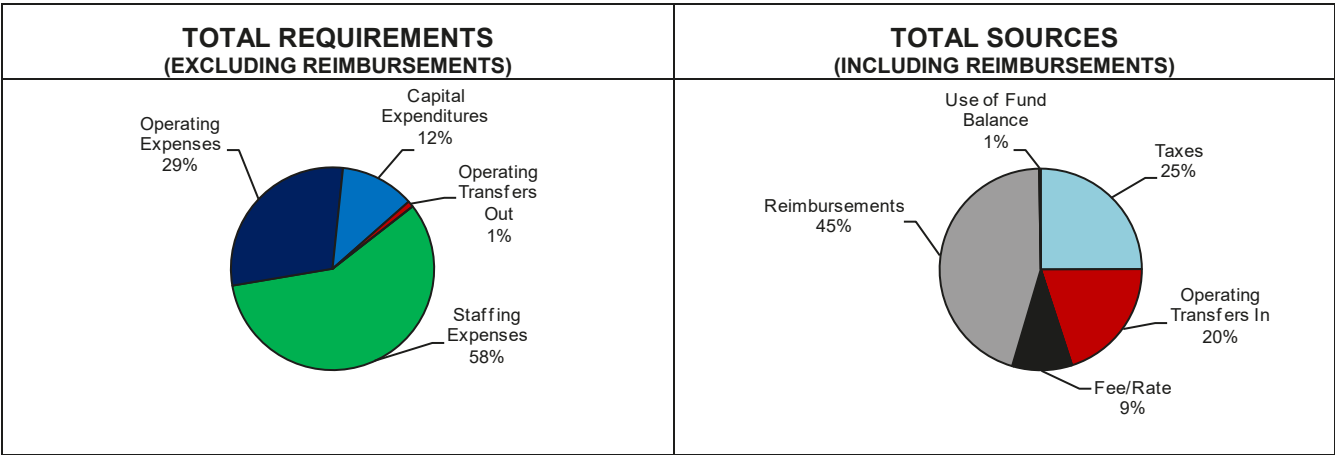 TOTAL REQUIREMENTS
(EXCLUDING REIMBURSEMENTS)
Capital
Expenditures
12%
Operating
Expenses
29%
Operating
Transfers
Out
1%
Staffing
Expenses
58%
TOTAL SOURCES
(INCLUDING REIMBURSEMENTS)
Use of Fund
Balance
1%
Taxes
25%
Reimbursements
45%
Operating
Transfers In
20%
Fee/Rate
9%